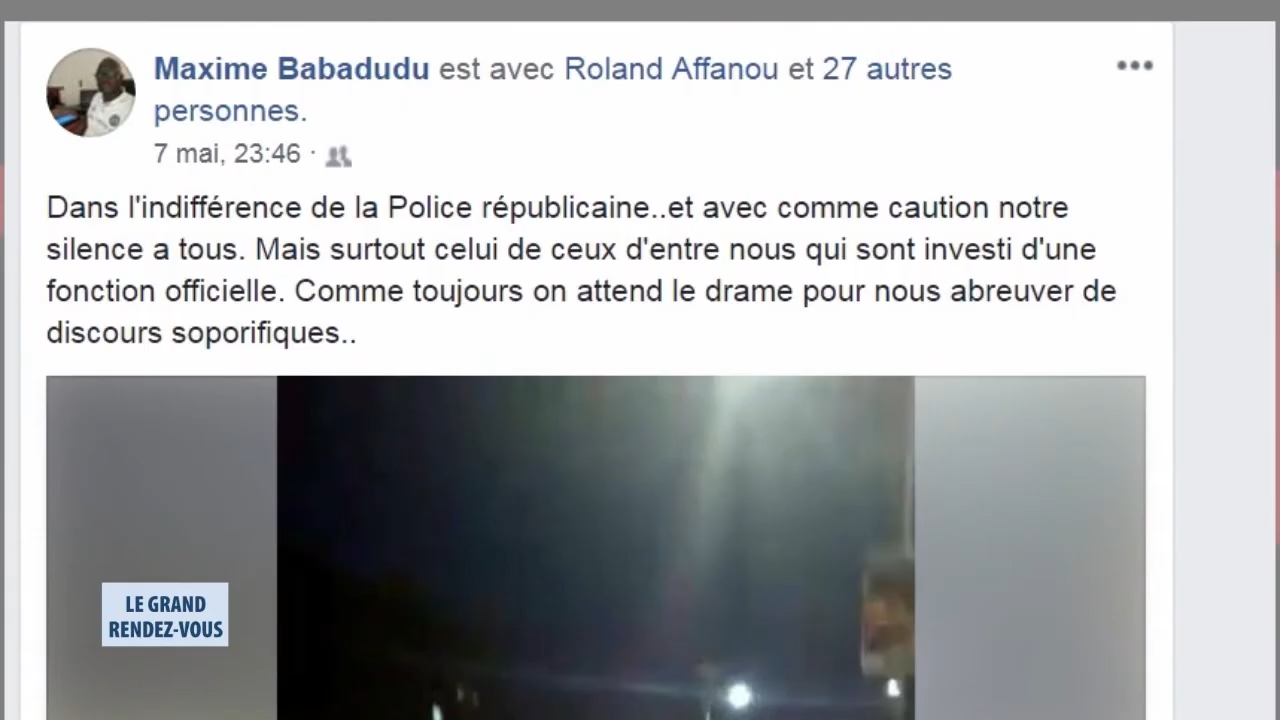 Maxime Babadudu est avec Roland Affanou et 27 autres
personnes.
7 mai, 23:46 ·
Dans l'indifférence de la Police républicaine..et avec comme caution notre
silence a tous. Mais surtout celui de ceux d'entre nous qui sont investi d'une
fonction officielle. Comme toujours on attend le drame pour nous abreuver de
discours soporifiques..
LE GRAND
RENDEZ-VOUS